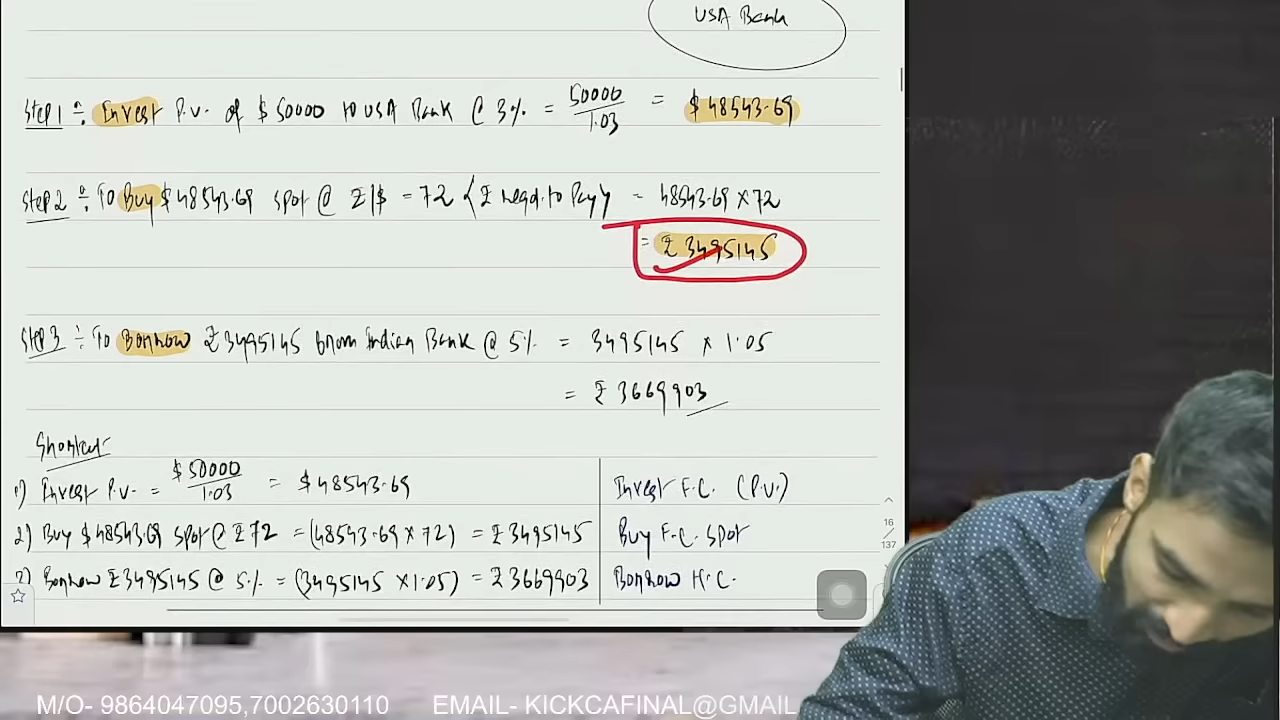 USA Bank
Step 1 ÷ Invest P.V. of $ 50000 to USA Bank @ 3% = 50000 / 1.03 = $ 48543.69
Step 2 ÷ To Buy $48543.69 spot @ ₹/$ = 72 { ₹ reqd. to Pay } = 48543.69 × 72
= ₹ 3495145
Step 3 ÷ To Borrow ₹3495145 from Indian Bank @ 5% = 3495145 × 1.05
= ₹ 3669903
Shortcut
1) Invest P.V. = $ 50000 / 1.03 = $ 48543.69
Invest F.C. (P.V.)
2) Buy $48543.69 spot @ ₹72 = (48543.69 × 72) = ₹3495145
Buy F.C. spot
3) Borrow ₹3495145 @ 5% = (3495145 × 1.05) = ₹3669903
Borrow H.C.
16
137
M/O- 9864047095,7002630110 EMAIL- KICKCAFINAL@GMAIL